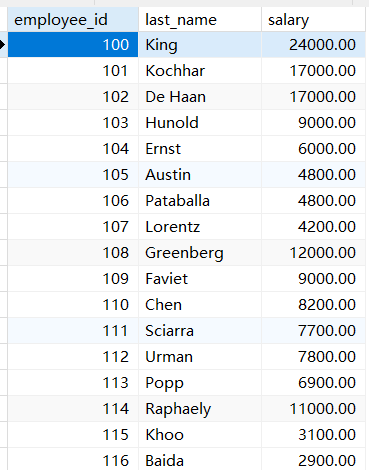 employee_id last_name salary
100 King 24000.00
101 Kochhar 17000.00
102 De Haan 17000.00
103 Hunold 9000.00
104 Ernst 6000.00
105 Austin 4800.00
106 Pataballa 4800.00
107 Lorentz 4200.00
108 Greenberg 12000.00
109 Faviet 9000.00
110 Chen 8200.00
111 Sciarra 7700.00
112 Urman 7800.00
113 Popp 6900.00
114 Raphaely 11000.00
115 Khoo 3100.00
116 Baida 2900.00